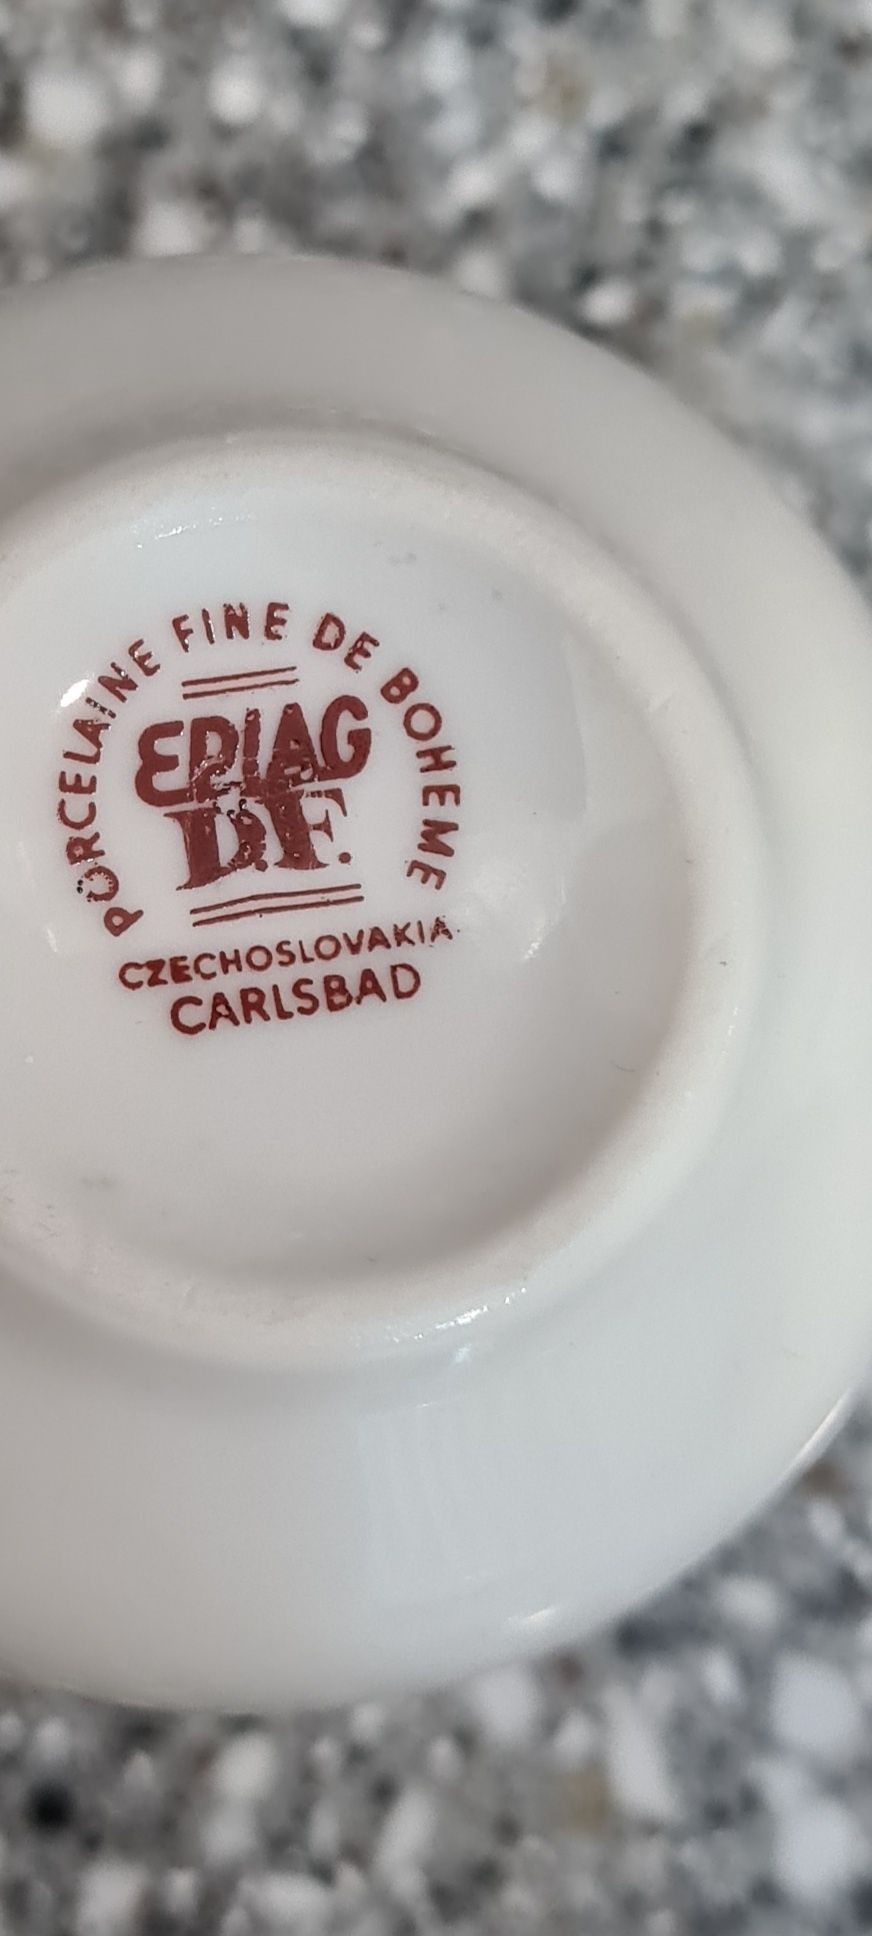 PORCELAINE FINE DE BOHEME
EPIAG
D.F.
CZECHOSLOVAKIA
CARLSBAD